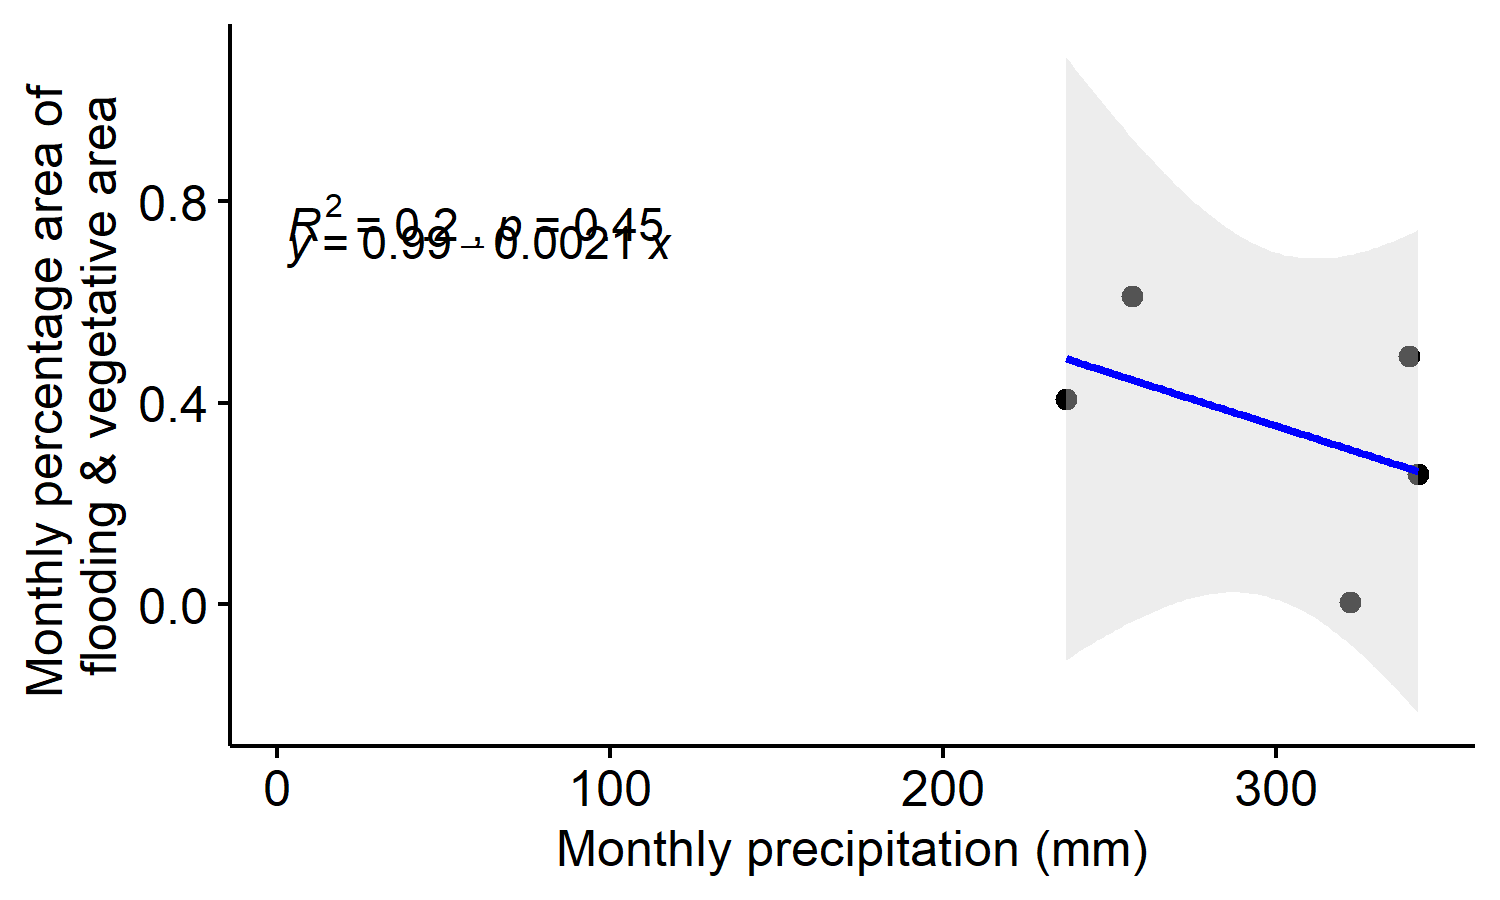 Monthly percentage area of
flooding & vegetative area
0.8
0.4
0.0
R² = 0.2 , p = 0.45
y = 0.99 – 0.0021 x
0 100 200 300
Monthly precipitation (mm)